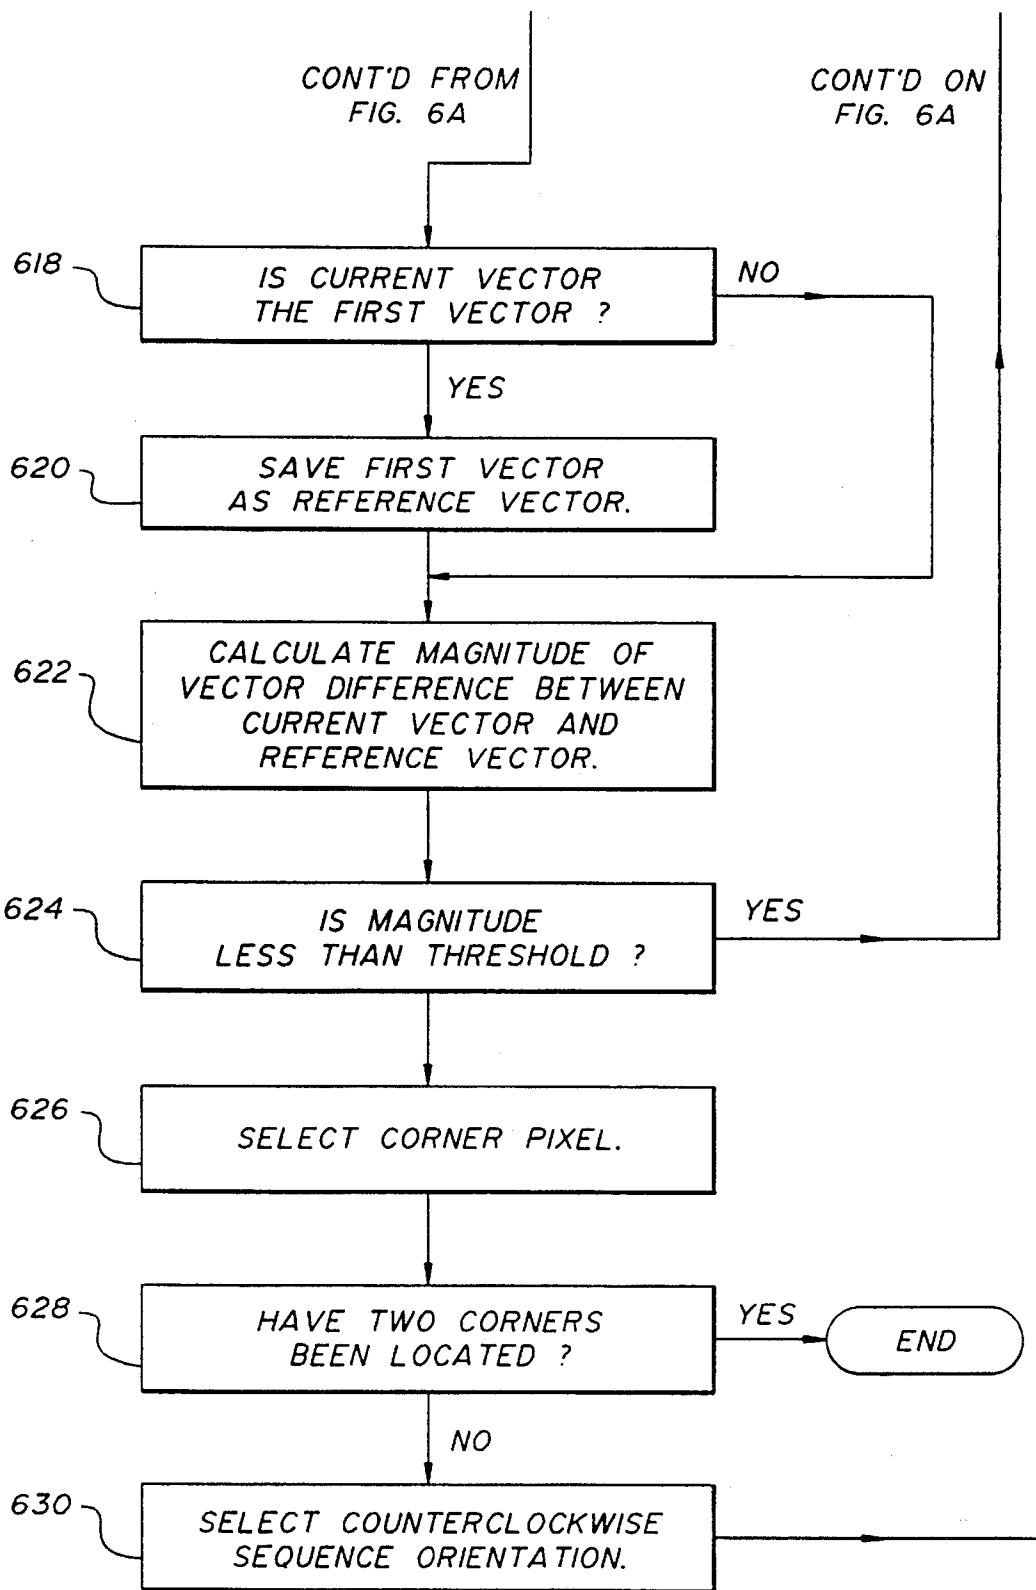 CONT'D FROM
FIG. 6A
CONT'D ON
FIG. 6A
618
IS CURRENT VECTOR
THE FIRST VECTOR ?
NO
YES
620
SAVE FIRST VECTOR
AS REFERENCE VECTOR.
622
CALCULATE MAGNITUDE OF
VECTOR DIFFERENCE BETWEEN
CURRENT VECTOR AND
REFERENCE VECTOR.
624
IS MAGNITUDE
LESS THAN THRESHOLD ?
YES
626
SELECT CORNER PIXEL.
628
HAVE TWO CORNERS
BEEN LOCATED ?
YES
END
NO
630
SELECT COUNTERCLOCKWISE
SEQUENCE ORIENTATION.